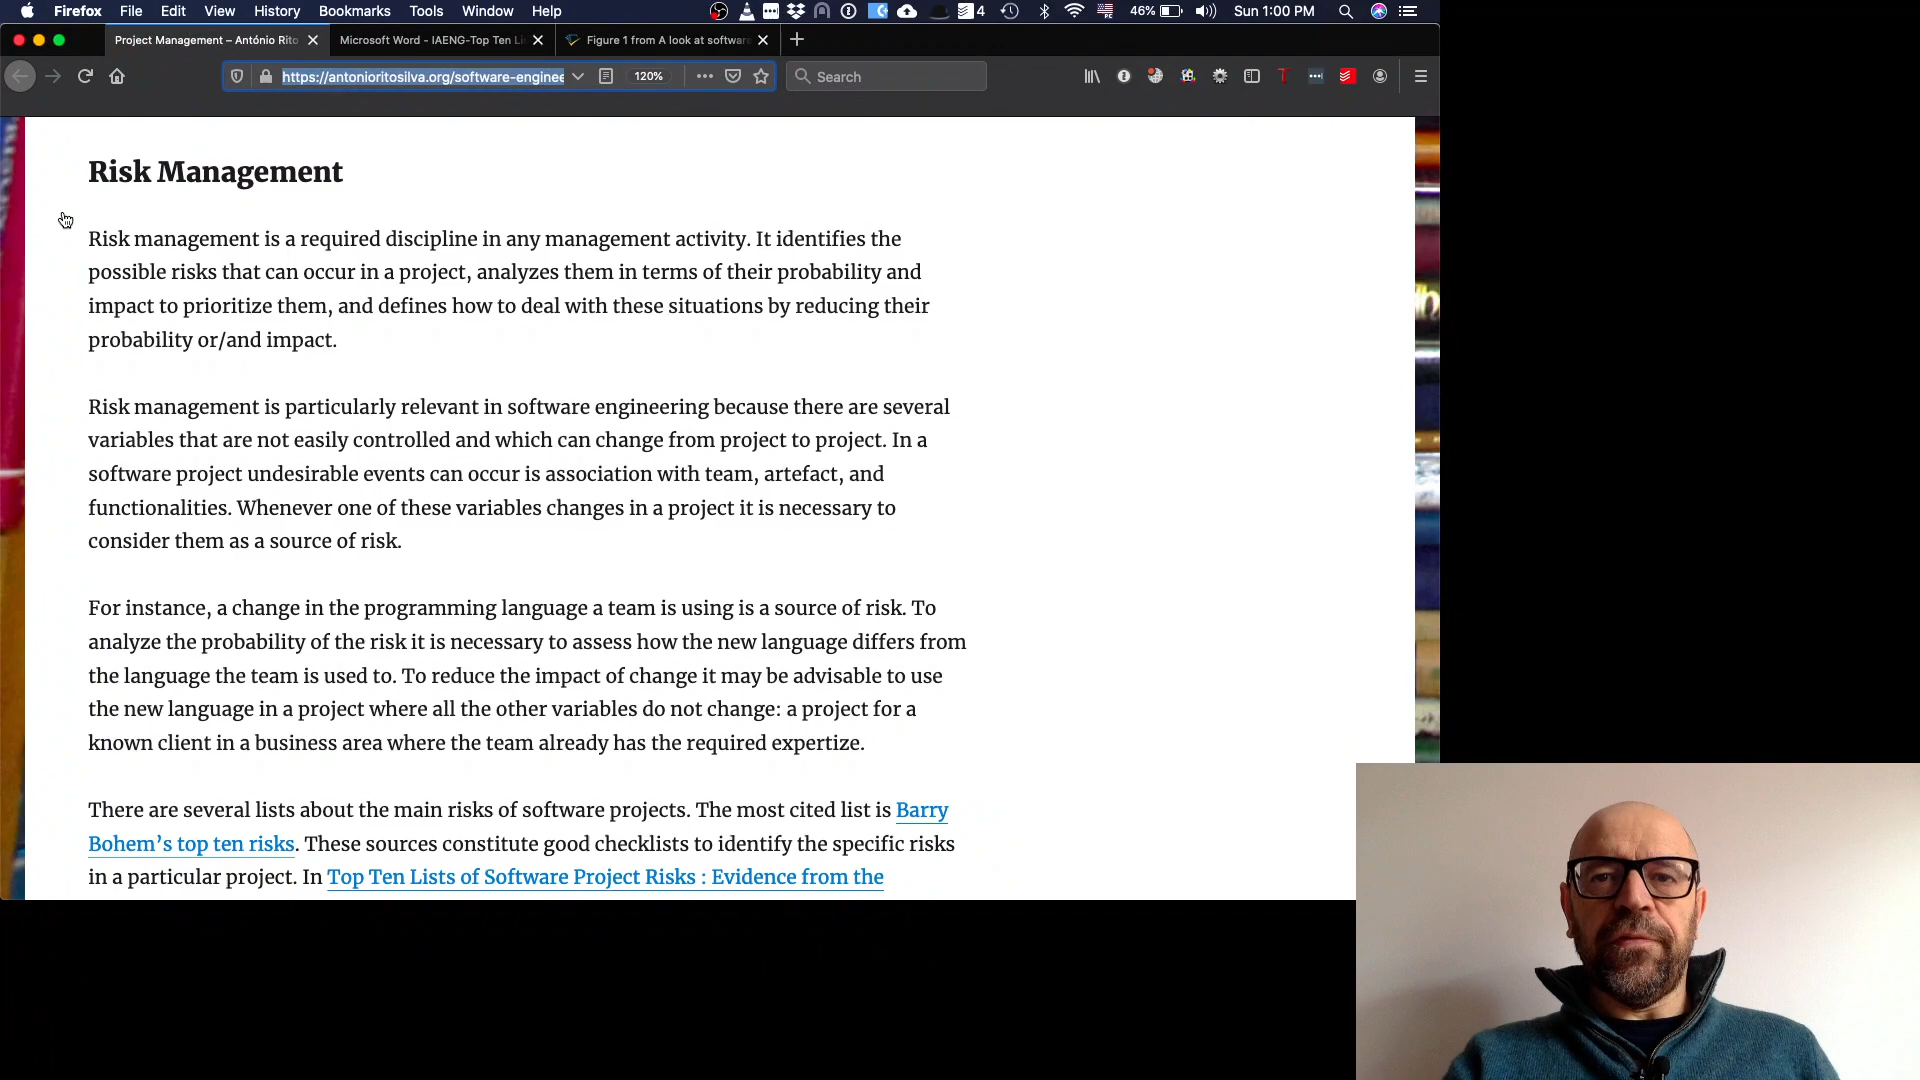 Firefox File Edit View History Bookmarks Tools Window Help 4 46% Sun 1:00 PM
Project Management – António Rito Microsoft Word - IAENG-Top Ten Li Figure 1 from A look at software
https://antonioritosilva.org/software-enginee 120% Search
Risk Management
Risk management is a required discipline in any management activity. It identifies the
possible risks that can occur in a project, analyzes them in terms of their probability and
impact to prioritize them, and defines how to deal with these situations by reducing their
probability or/and impact.
Risk management is particularly relevant in software engineering because there are several
variables that are not easily controlled and which can change from project to project. In a
software project undesirable events can occur is association with team, artefact, and
functionalities. Whenever one of these variables changes in a project it is necessary to
consider them as a source of risk.
For instance, a change in the programming language a team is using is a source of risk. To
analyze the probability of the risk it is necessary to assess how the new language differs from
the language the team is used to. To reduce the impact of change it may be advisable to use
the new language in a project where all the other variables do not change: a project for a
known client in a business area where the team already has the required expertize.
There are several lists about the main risks of software projects. The most cited list is Barry
Bohem’s top ten risks. These sources constitute good checklists to identify the specific risks
in a particular project. In Top Ten Lists of Software Project Risks : Evidence from the